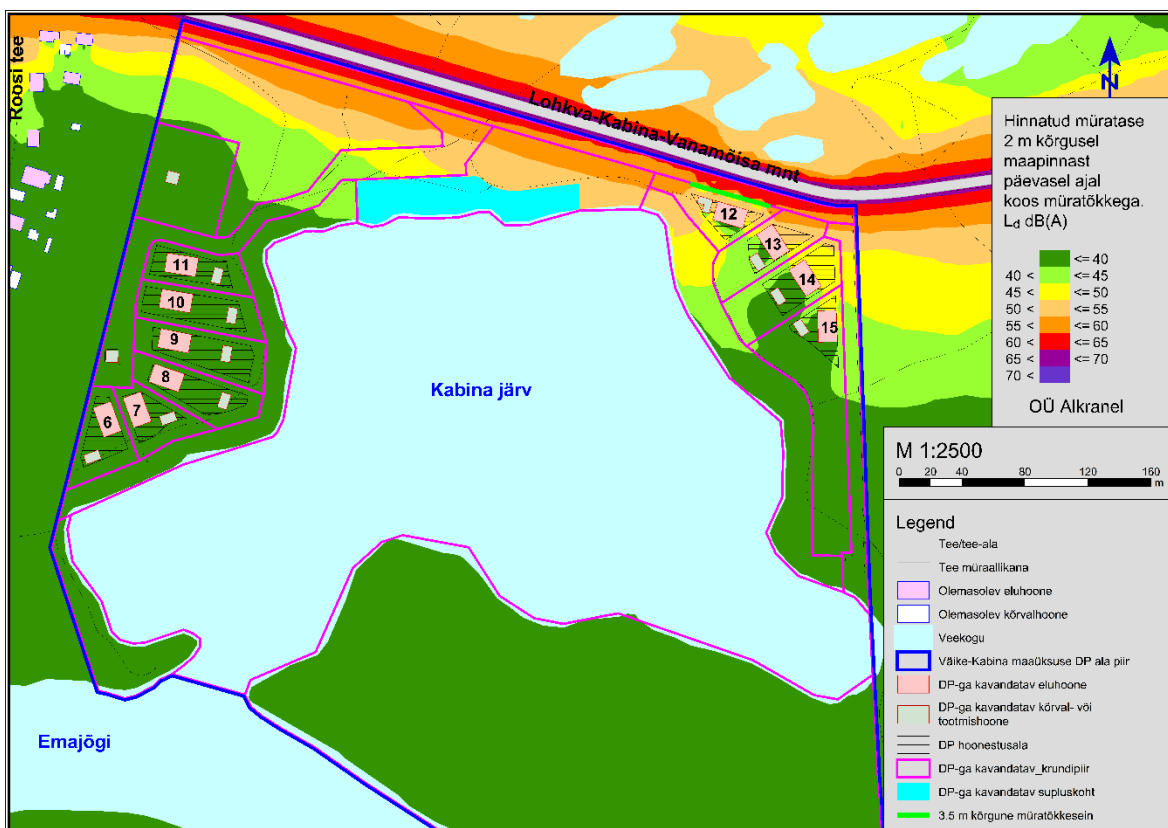 Roosi tee
Lohkva-Kabina-Vanamõisa mnt
N
11
10
9
8
7
6
12
13
14
15
Kabina järv
Emajõgi
Hinnatud müratase
2 m kõrgusel
maapinnast
päevasel ajal
koos müratõkkega.
Ld dB(A)
<= 40
40 < <= 45
45 < <= 50
50 < <= 55
55 < <= 60
60 < <= 65
65 < <= 70
70 <
OÜ Alkranel
M 1:2500
0 20 40 80 120 160
m
Legend
Tee/tee-ala
Tee müraallikana
Olemasolev eluhoone
Olemasolev kõrvalhoone
Veekogu
Väike-Kabina maaüksuse DP ala piir
DP-ga kavandatav eluhoone
DP-ga kavandatav kõrval- või
tootmishoone
DP hoonestusala
DP-ga kavandatav_krundipiir
DP-ga kavandatav supluskoht
3.5 m kõrgune müratõkkesein